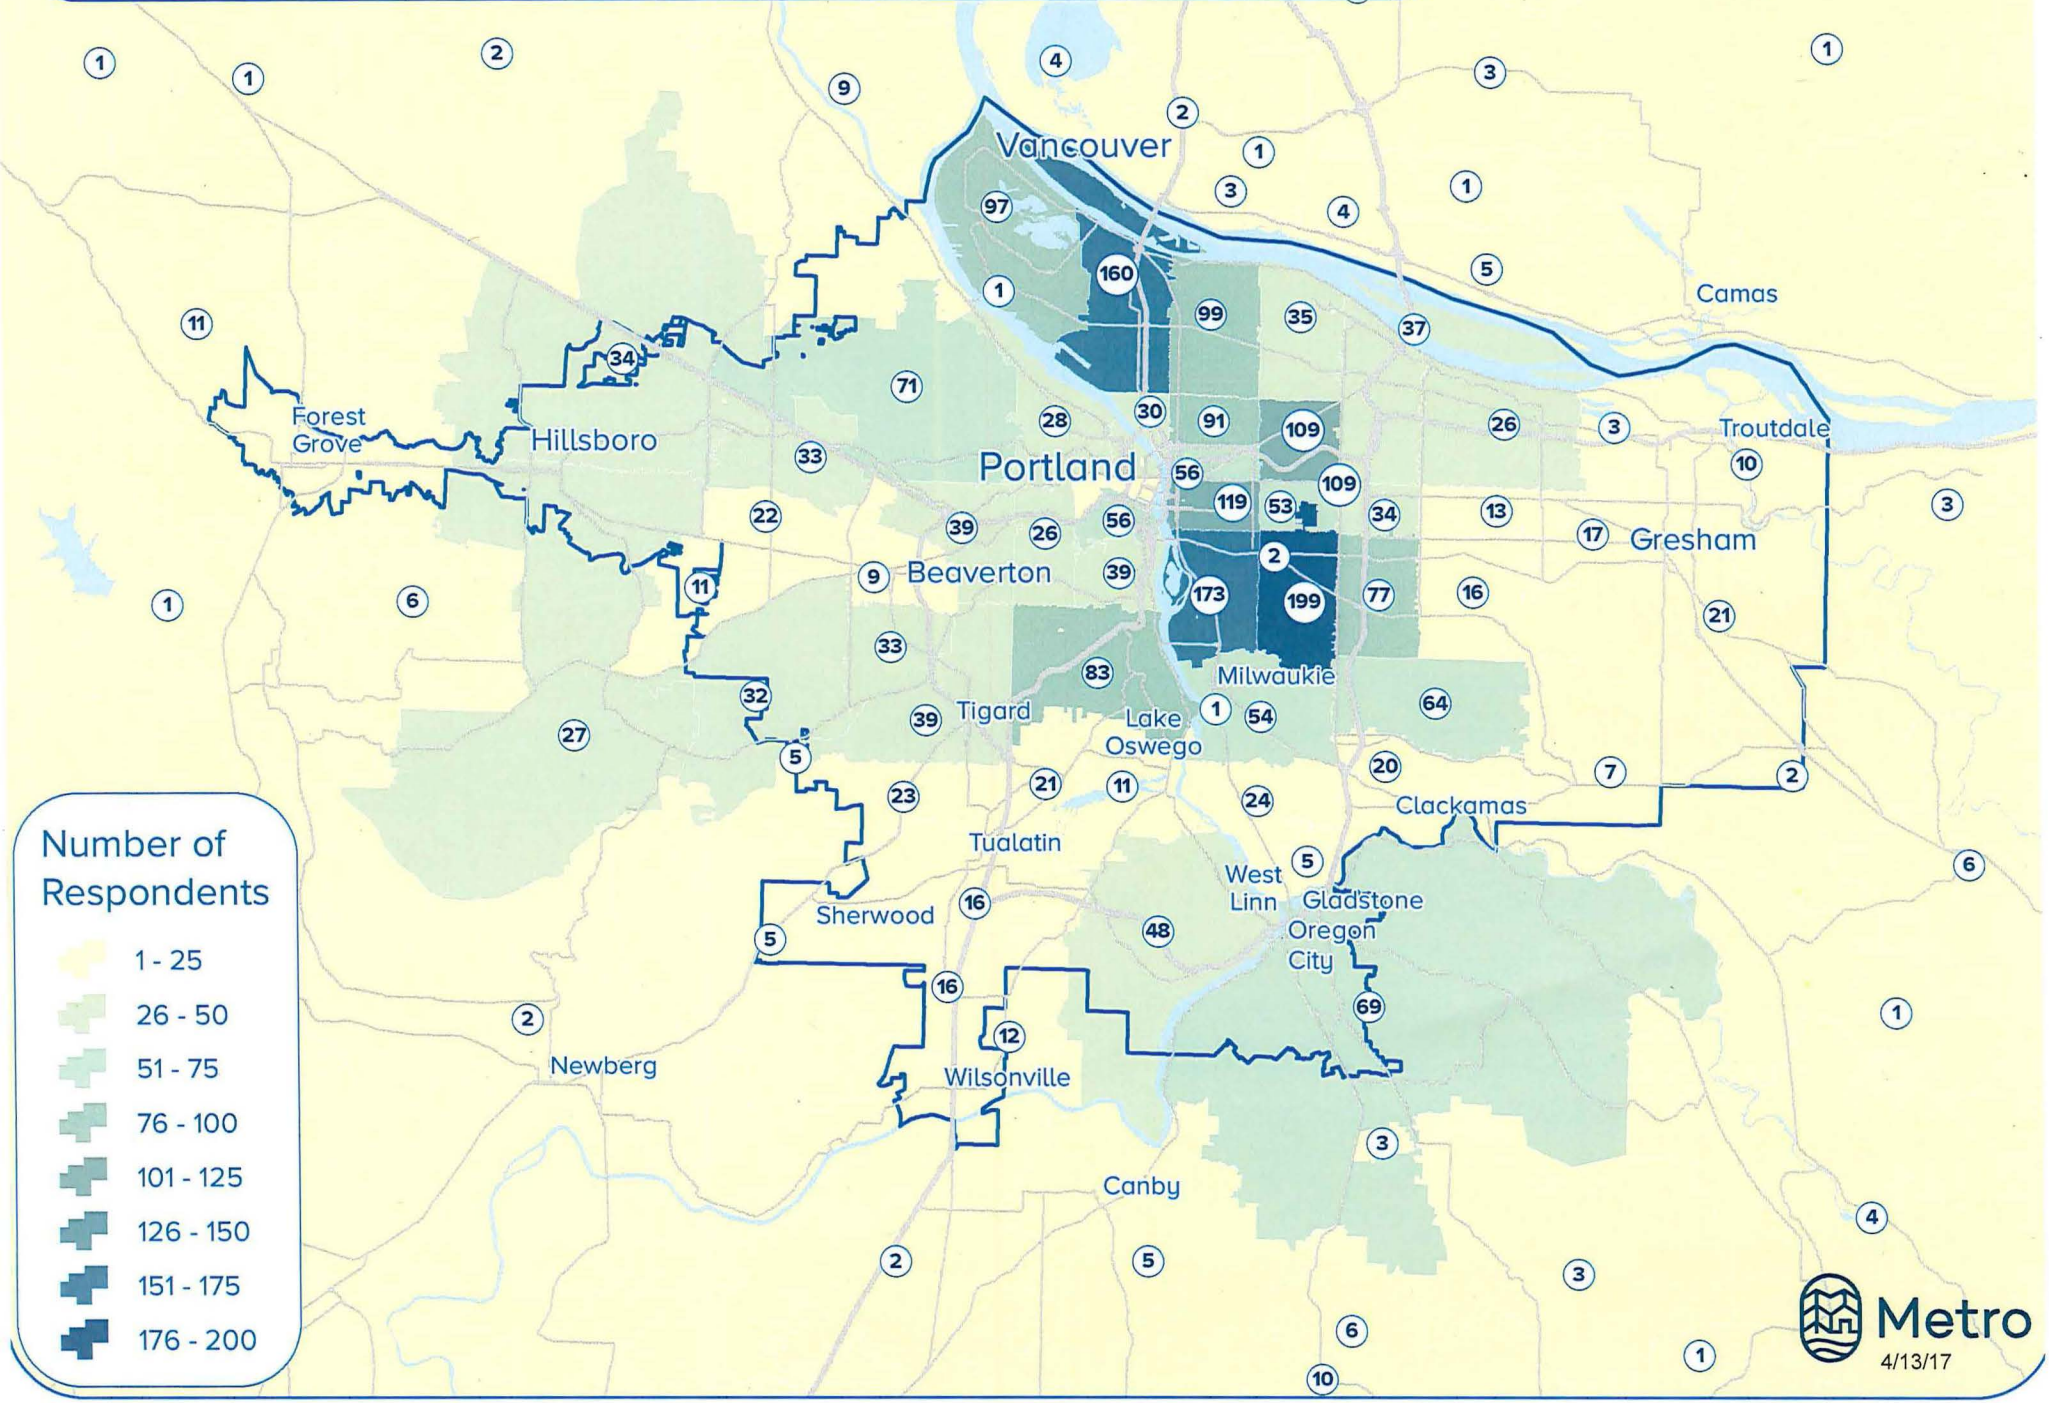 1
2
1
4
1
9
3
2
Vancouver
1
3
1
97
4
160
5
1
Camas
11
99
35
37
34
71
Forest
Grove
Hillsboro
28
30
91
109
26
3
Troutdale
33
Portland
56
109
10
22
39
26
56
119
53
34
13
17
Gresham
3
1
6
11
9
Beaverton
39
2
173
199
77
16
21
33
83
Milwaukie
32
27
39
Tigard
Lake
Oswego
1
54
64
5
23
21
11
24
20
7
2
Clackamas
Tualatin
5
West
Linn
6
Gladstone
Sherwood
16
48
Oregon
City
5
16
69
12
1
2
Newberg
Wilsonville
3
Canby
4
2
5
3
6
1
10
Number of
Respondents
1 - 25
26 - 50
51 - 75
76 - 100
101 - 125
126 - 150
151 - 175
176 - 200
Metro
4/13/17